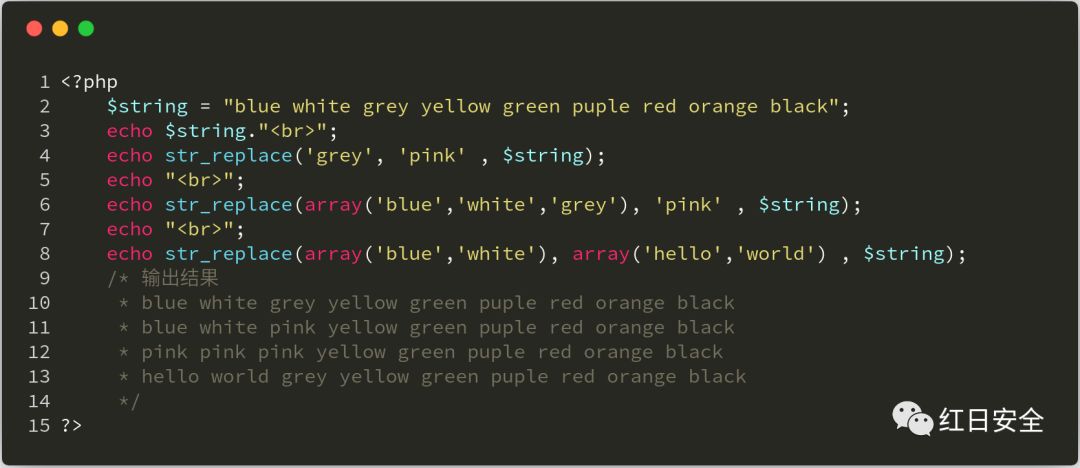 1 <?php
2     $string = "blue white grey yellow green puple red orange black";
3     echo $string."<br>";
4     echo str_replace('grey', 'pink' , $string);
5     echo "<br>";
6     echo str_replace(array('blue','white','grey'), 'pink' , $string);
7     echo "<br>";
8     echo str_replace(array('blue','white'), array('hello','world') , $string);
9     /* 输出结果
10      * blue white grey yellow green puple red orange black
11      * blue white pink yellow green puple red orange black
12      * pink pink pink yellow green puple red orange black
13      * hello world grey yellow green puple red orange black
14      */
15 ?>
红日安全